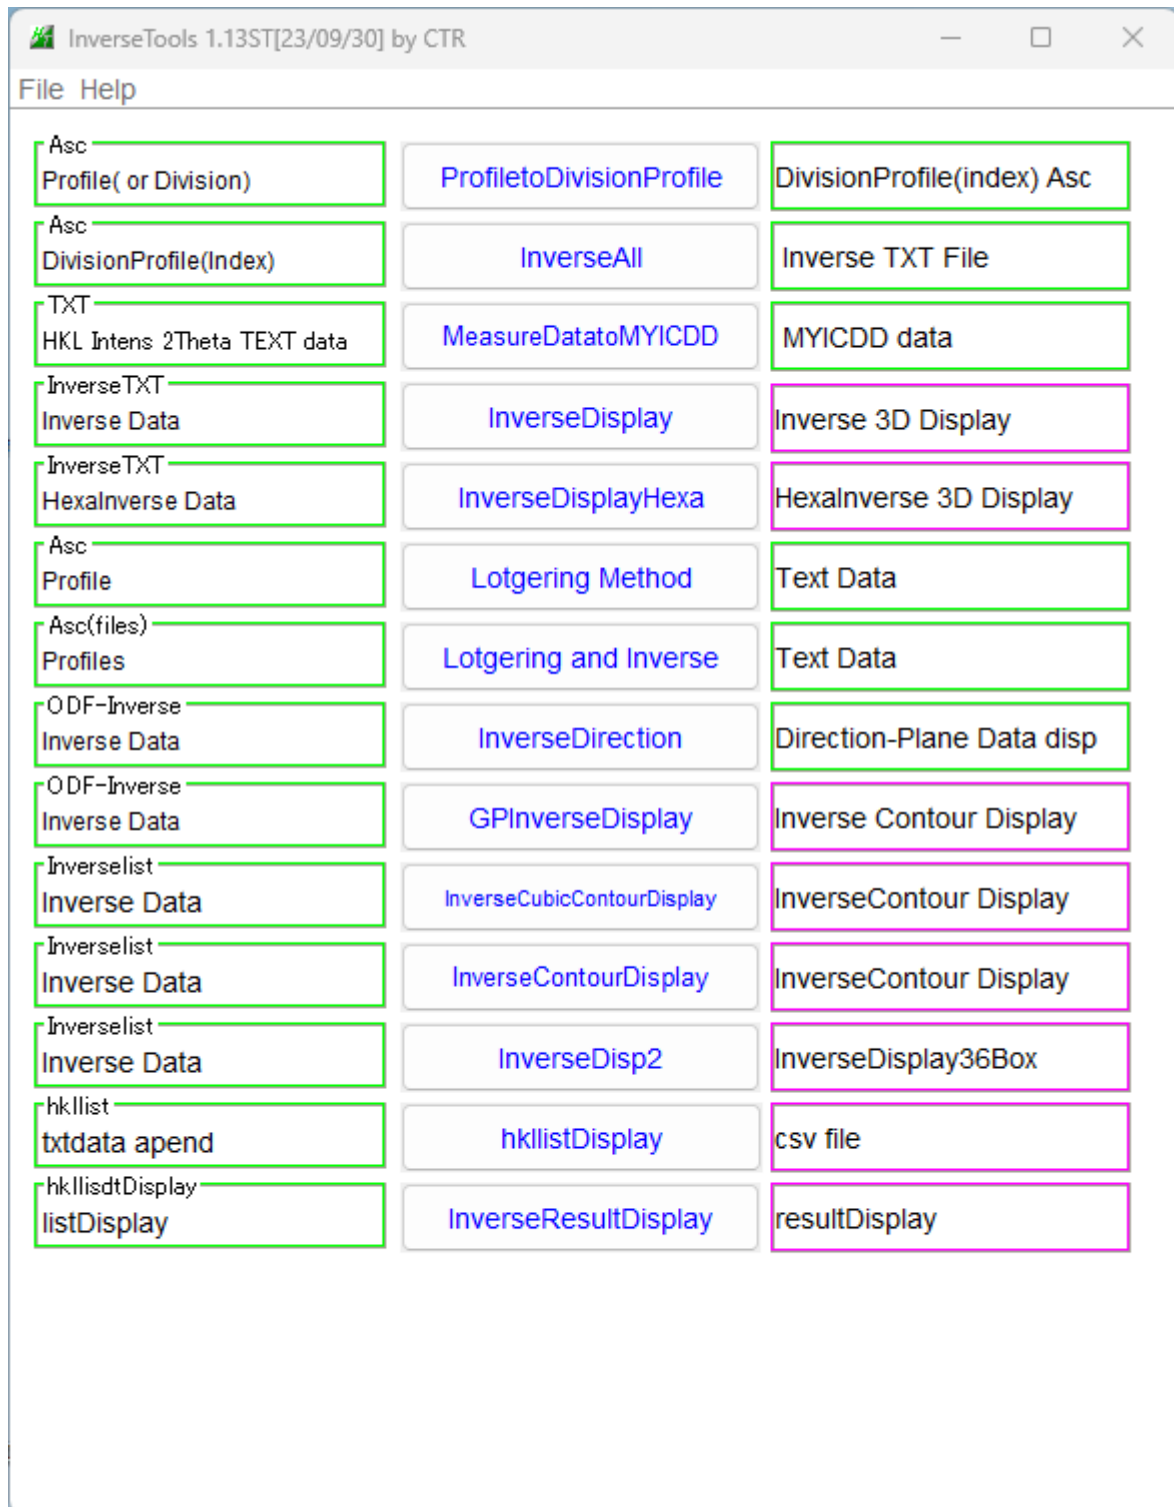 InverseTools 1.13ST[23/09/30] by CTR
File Help
Asc
Profile( or Division)
ProfiletoDivisionProfile
DivisionProfile(index) Asc
Asc
DivisionProfile(Index)
InverseAll
Inverse TXT File
TXT
HKL Intens 2Theta TEXT data
MeasureDatatoMYICDD
MYICDD data
InverseTXT
Inverse Data
InverseDisplay
Inverse 3D Display
InverseTXT
HexaInverse Data
InverseDisplayHexa
HexaInverse 3D Display
Asc
Profile
Lotgering Method
Text Data
Asc(files)
Profiles
Lotgering and Inverse
Text Data
ODF-Inverse
Inverse Data
InverseDirection
Direction-Plane Data disp
ODF-Inverse
Inverse Data
GPInverseDisplay
Inverse Contour Display
Inverselist
Inverse Data
InverseCubicContourDisplay
InverseContour Display
Inverselist
Inverse Data
InverseContourDisplay
InverseContour Display
Inverselist
Inverse Data
InverseDisp2
InverseDisplay36Box
hkllist
txtdata apend
hkllistDisplay
csv file
hkllisdtDisplay
listDisplay
InverseResultDisplay
resultDisplay